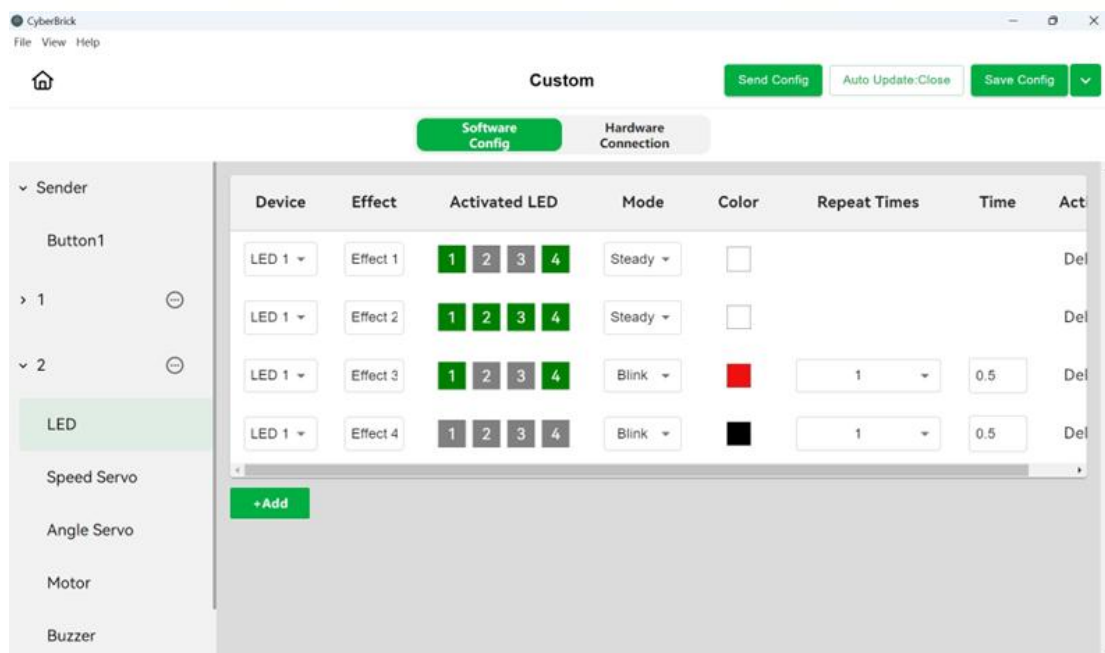 CyberBrick
File View Help
Custom
Send Config
Auto Update:Close
Save Config
Software
Config
Hardware
Connection
Sender
Button1
1
2
LED
Speed Servo
Angle Servo
Motor
Buzzer
Device Effect Activated LED Mode Color Repeat Times Time Acti
LED 1 Effect 1 1 2 3 4 Steady Del
LED 1 Effect 2 1 2 3 4 Steady Del
LED 1 Effect 3 1 2 3 4 Blink 1 0.5 Del
LED 1 Effect 4 1 2 3 4 Blink 1 0.5 Del
+Add